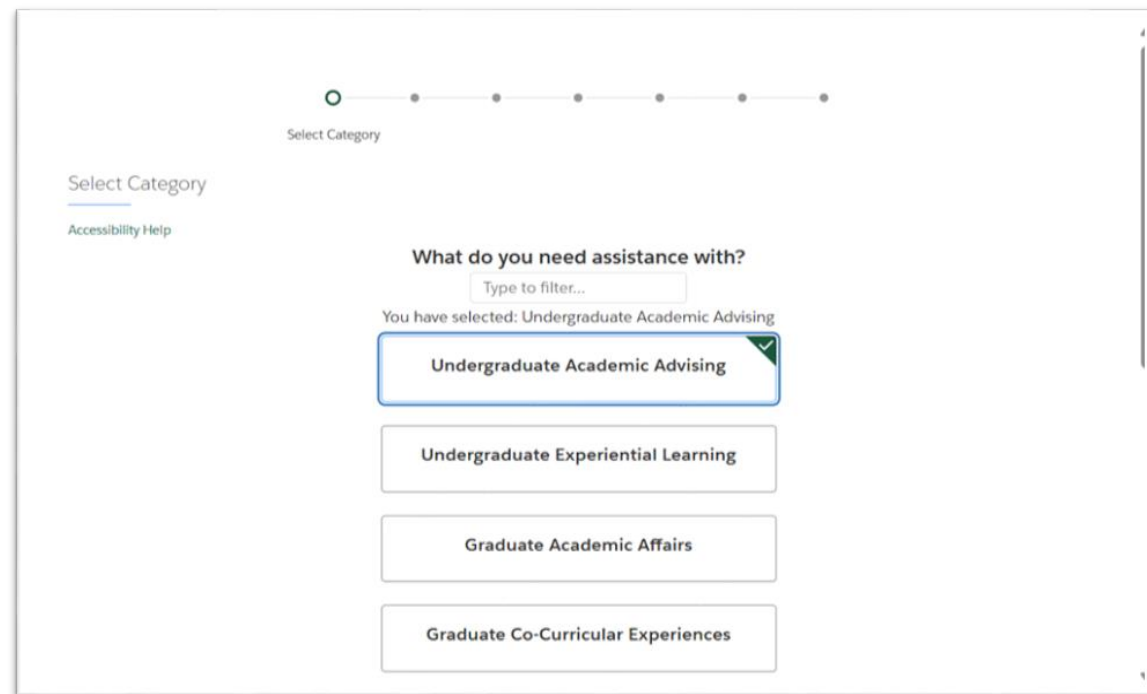 Select Category
Select Category
Accessibility Help
What do you need assistance with?
Type to filter...
You have selected: Undergraduate Academic Advising
Undergraduate Academic Advising
Undergraduate Experiential Learning
Graduate Academic Affairs
Graduate Co-Curricular Experiences